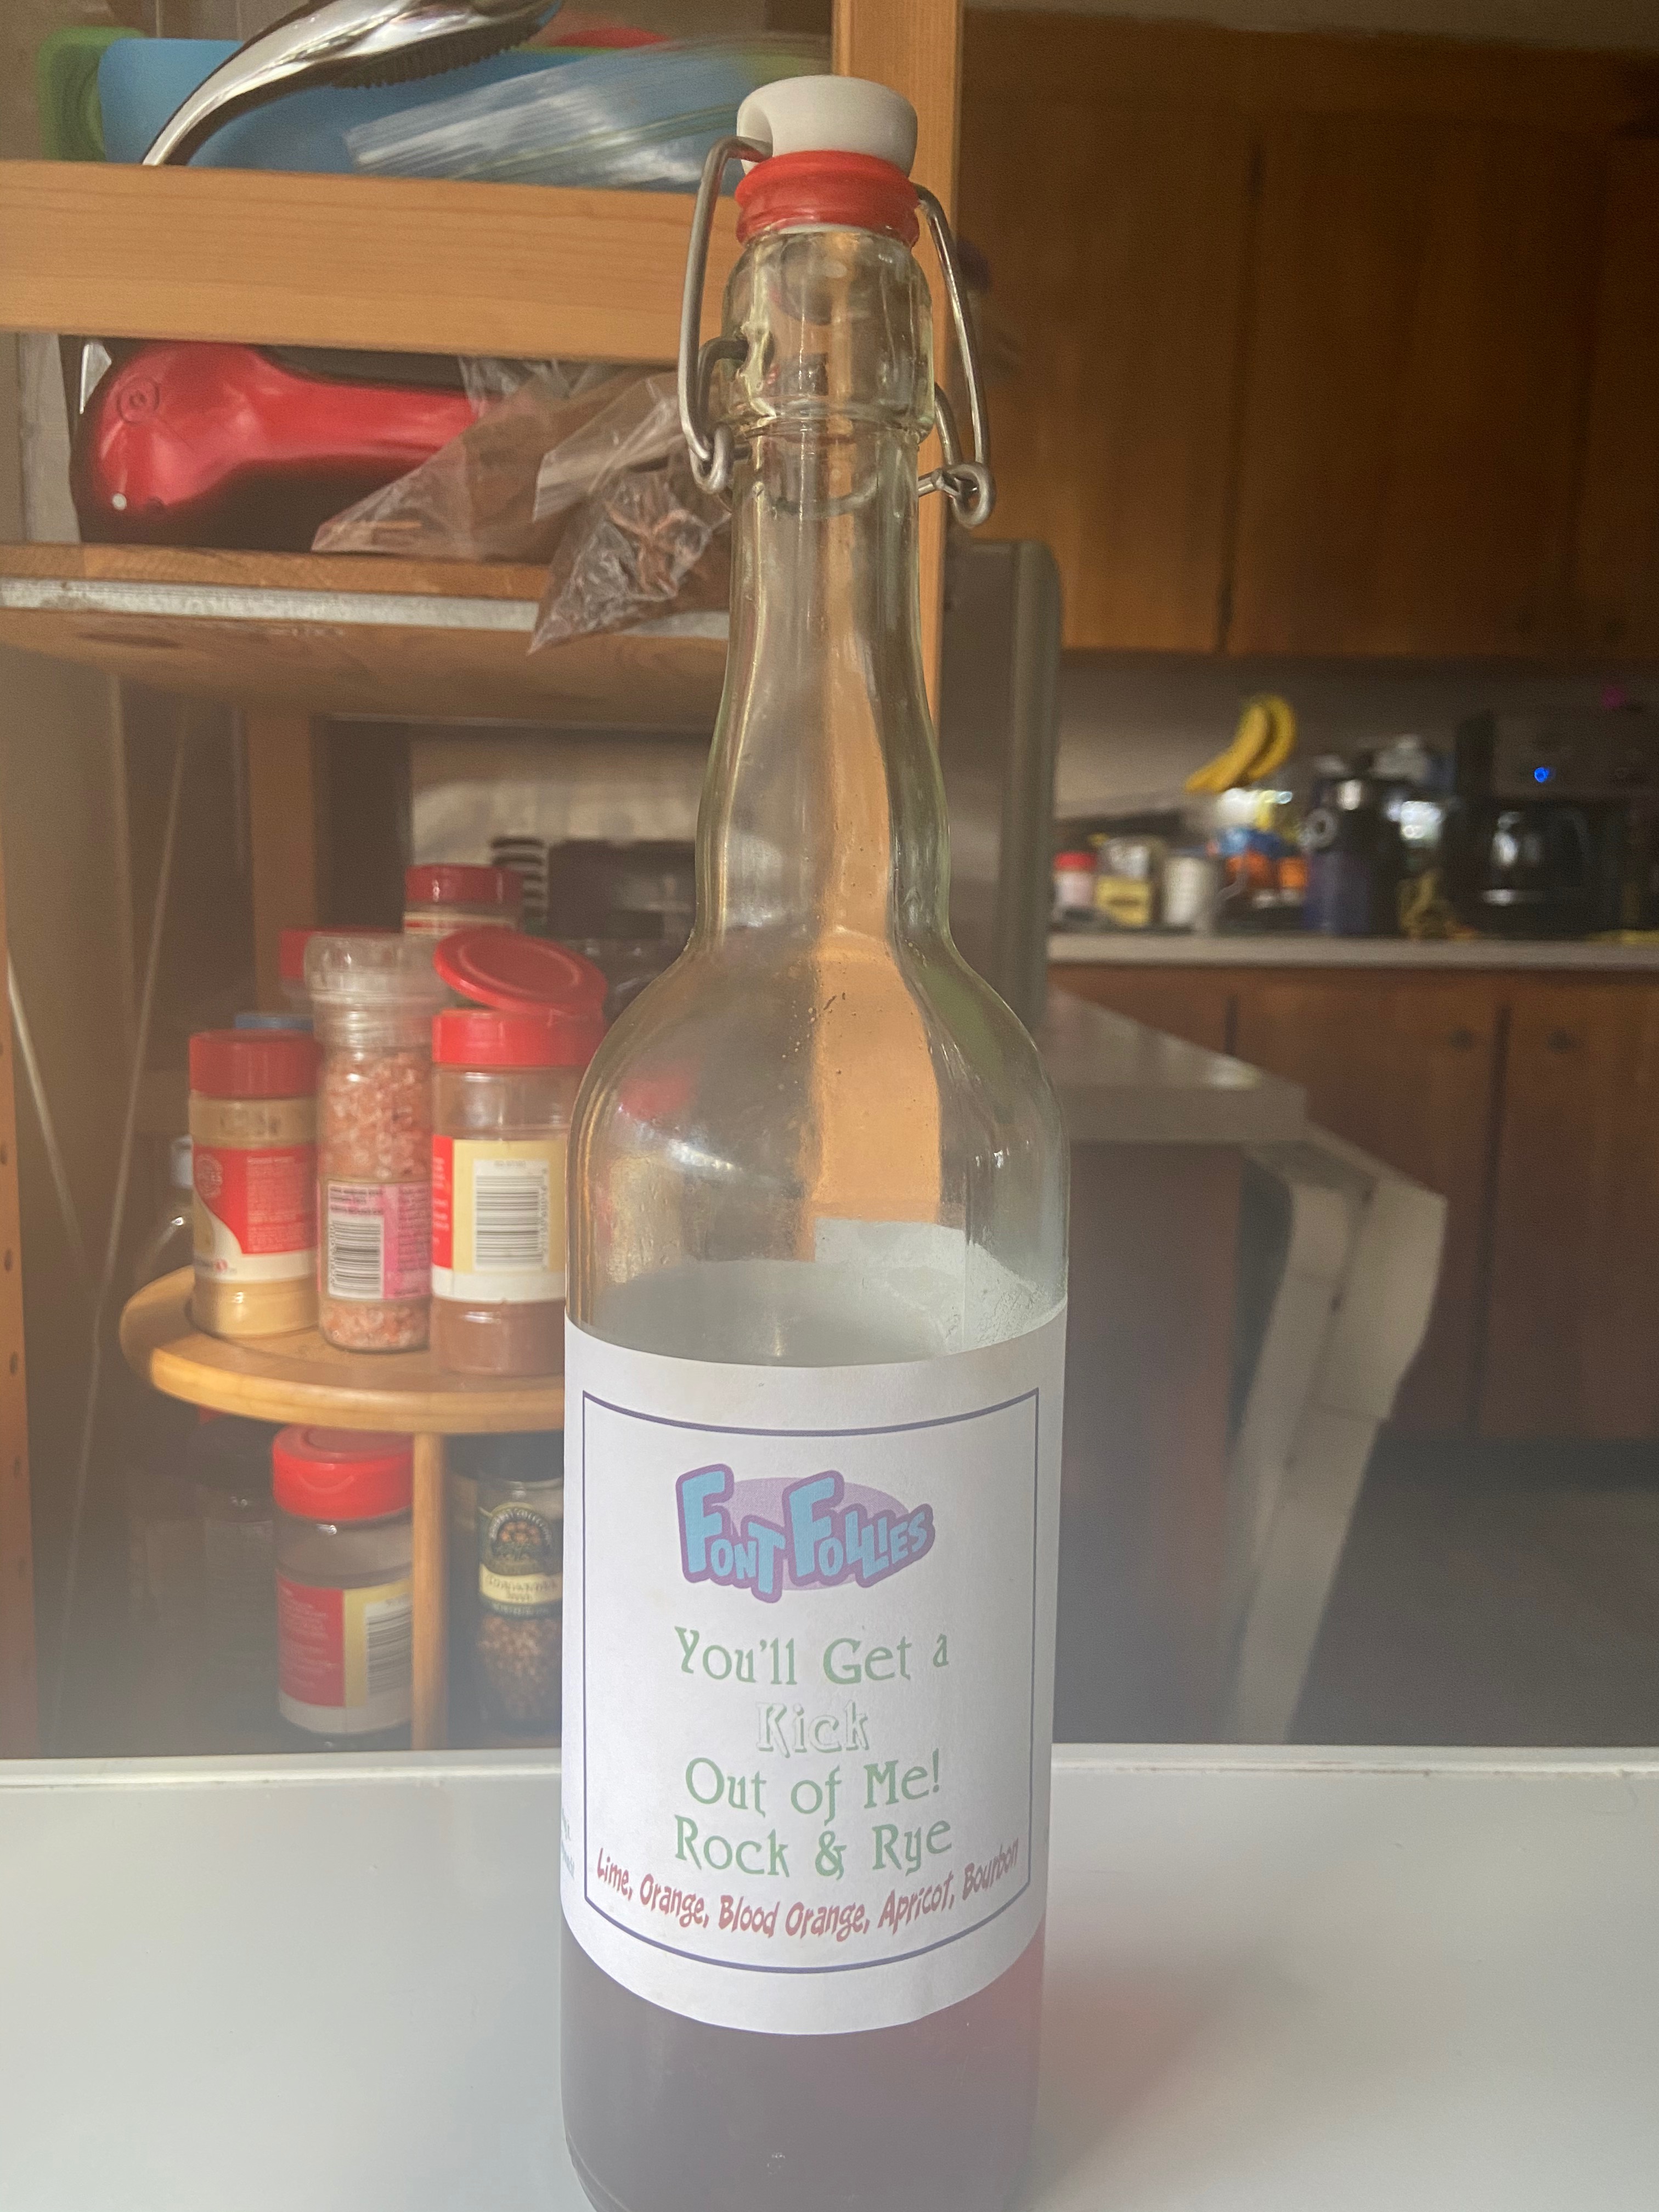 Font Follies
You'll Get a
Kick
Out of Me!
Rock & Rye
Lime, Orange, Blood Orange, Apricot, Bourbon